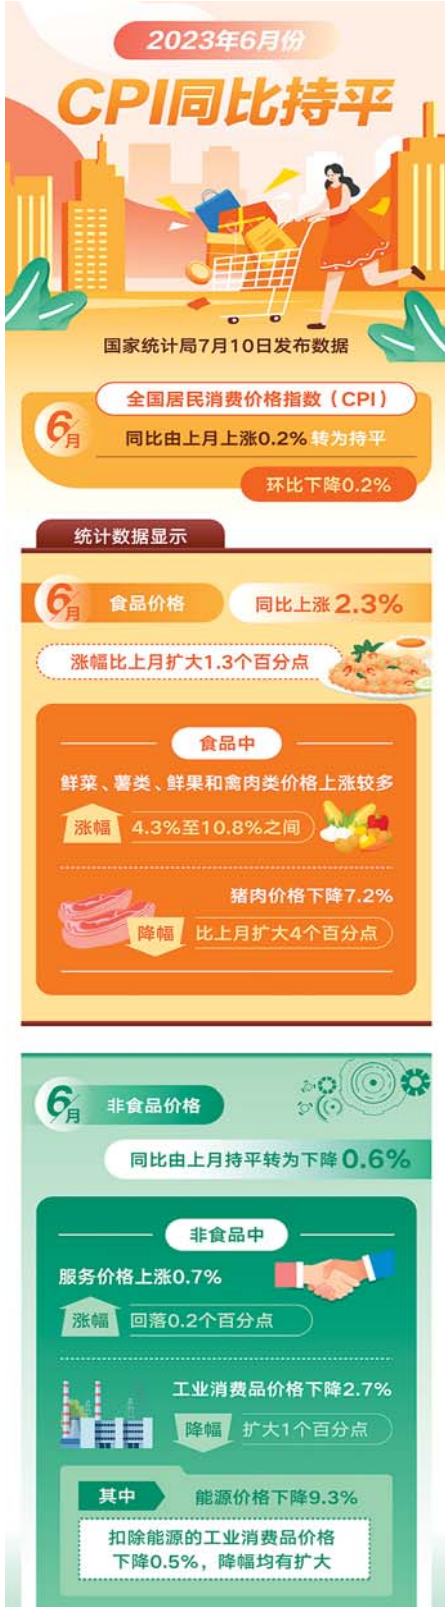 2023年6月份
CPI同比持平
国家统计局7月10日发布数据
6月
全国居民消费价格指数（CPI）
同比由上月上涨0.2%转为持平
环比下降0.2%
统计数据显示
6月 食品价格 同比上涨2.3%
涨幅比上月扩大1.3个百分点
食品中
鲜菜、薯类、鲜果和禽肉类价格上涨较多
涨幅 4.3%至10.8%之间
猪肉价格下降7.2%
降幅 比上月扩大4个百分点
6月 非食品价格
同比由上月持平转为下降0.6%
非食品中
服务价格上涨0.7%
涨幅 回落0.2个百分点
工业消费品价格下降2.7%
降幅 扩大1个百分点
其中 能源价格下降9.3%
扣除能源的工业消费品价格
下降0.5%，降幅均有扩大